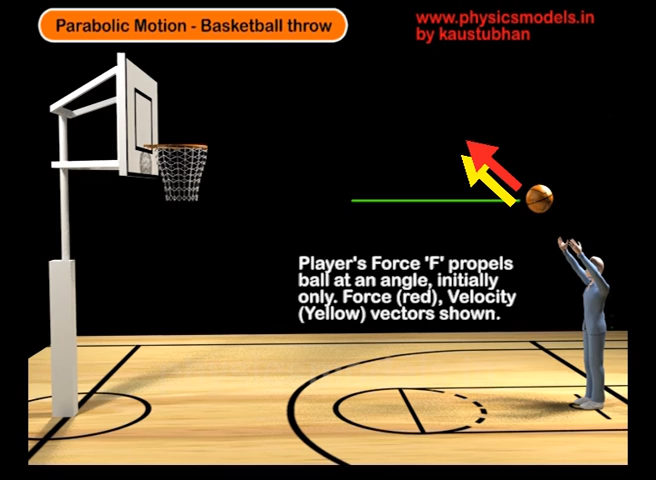 Parabolic Motion - Basketball throw
www.physicsmodels.in
by kaustubhan
Player's Force 'F' propels
ball at an angle, initially
only. Force (red), Velocity
(Yellow) vectors shown.